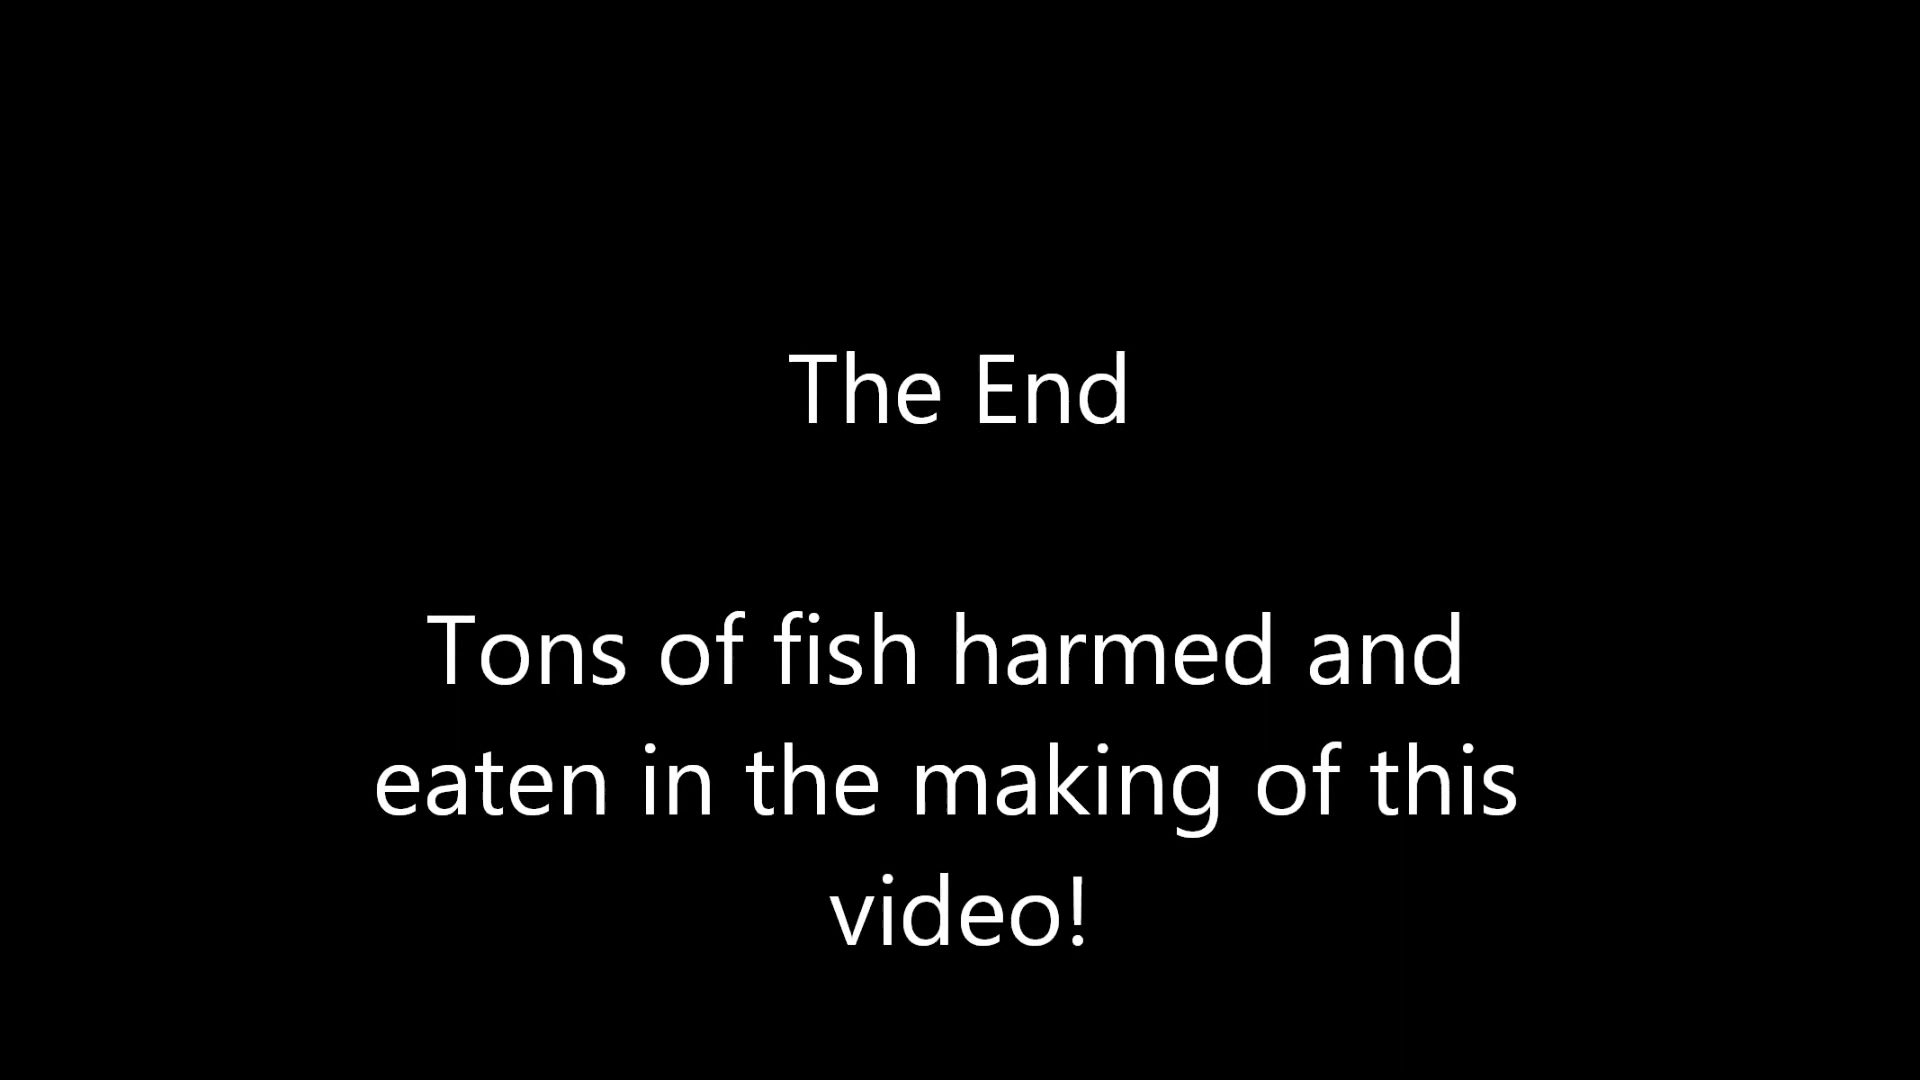 The End
Tons of fish harmed and
eaten in the making of this
video!